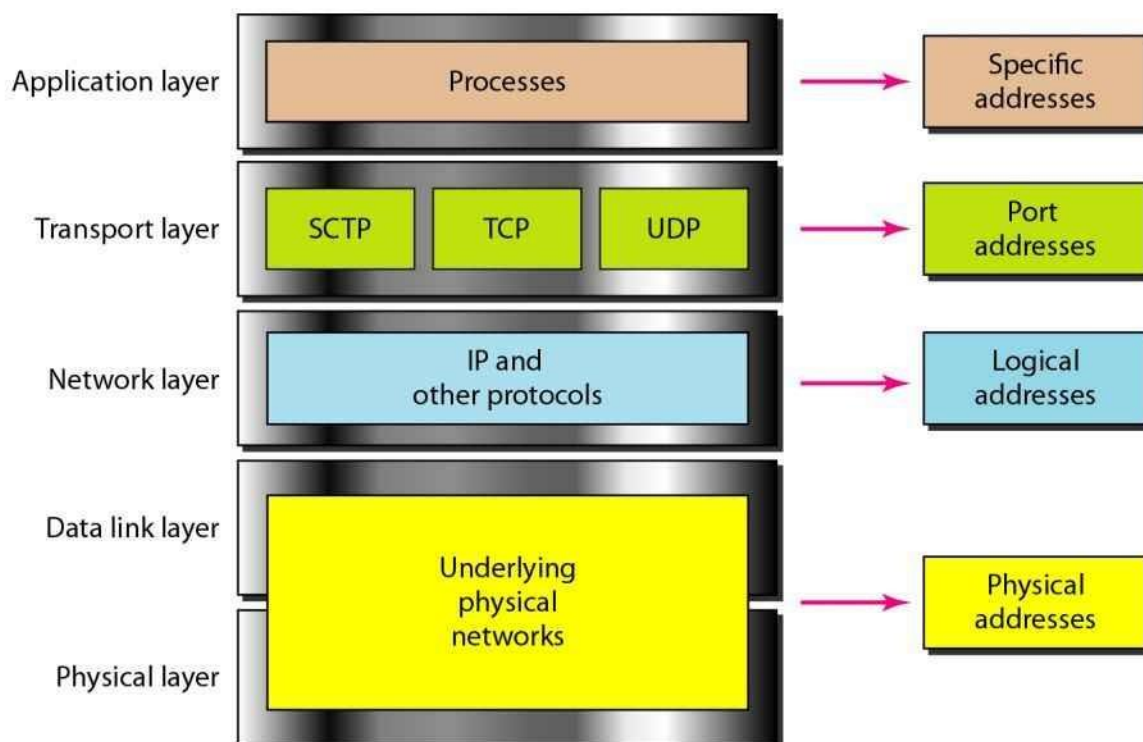 Application layer
Processes
Specific
addresses
Transport layer
SCTP
TCP
UDP
Port
addresses
Network layer
IP and
other protocols
Logical
addresses
Data link layer
Underlying
physical
networks
Physical
addresses
Physical layer